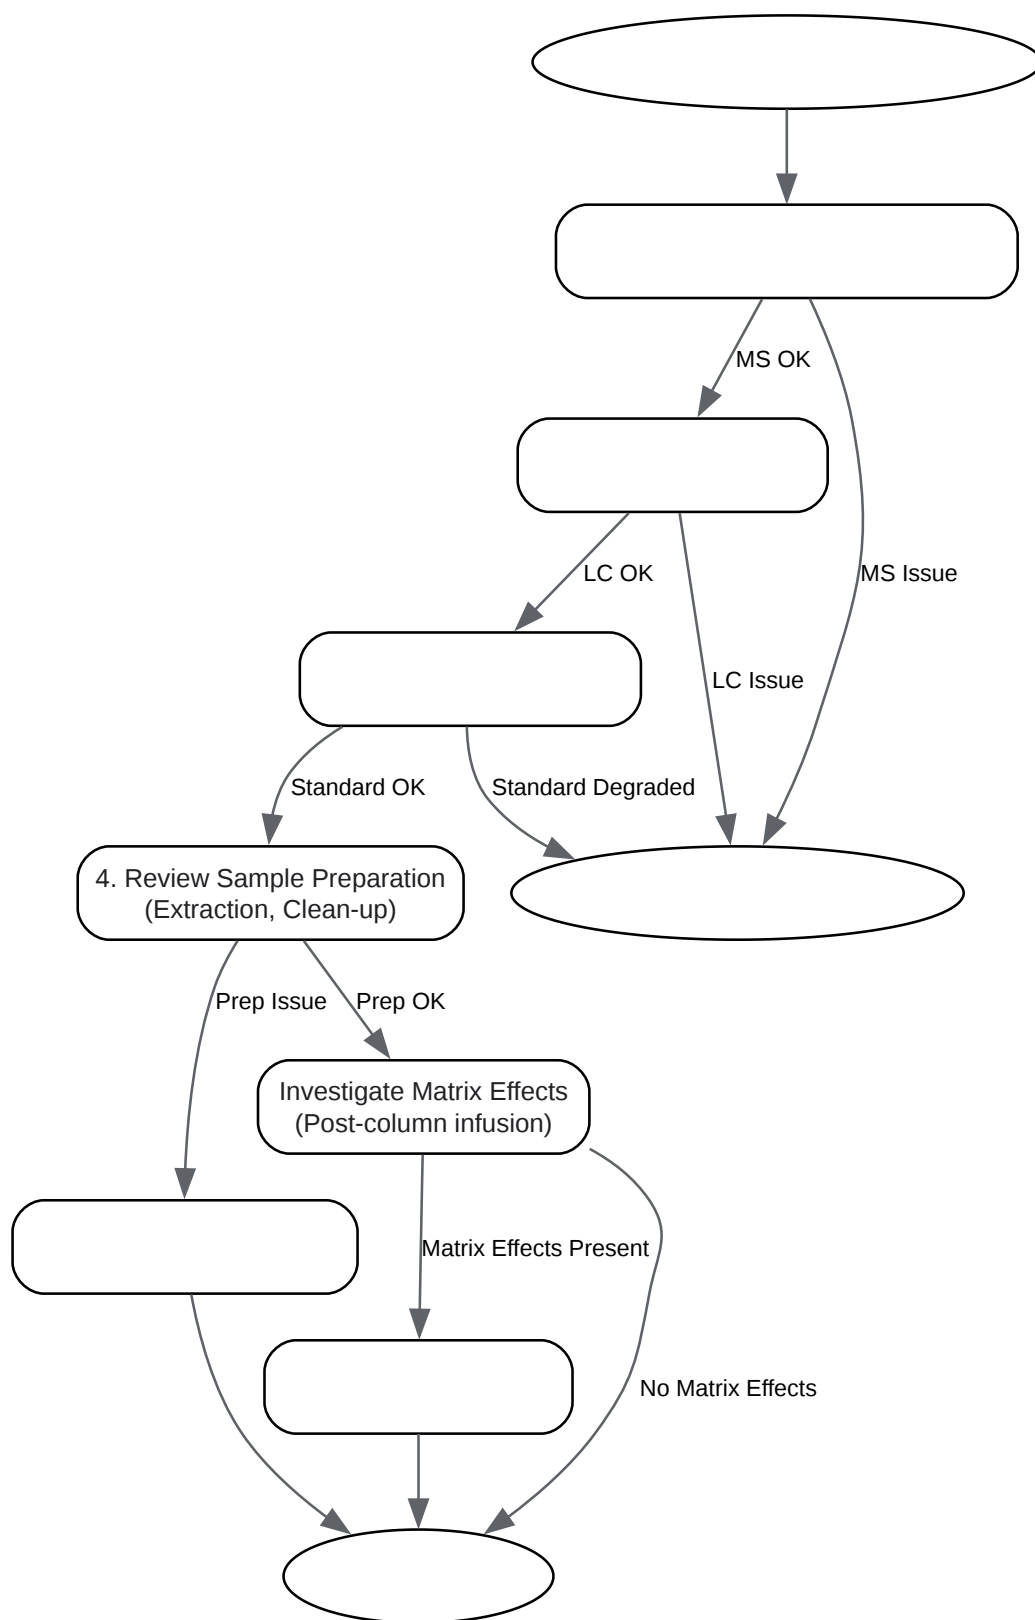 MS OK
MS Issue
LC OK
LC Issue
Standard OK
Standard Degraded
4. Review Sample Preparation
(Extraction, Clean-up)
Prep Issue
Prep OK
Investigate Matrix Effects
(Post-column infusion)
Matrix Effects Present
No Matrix Effects